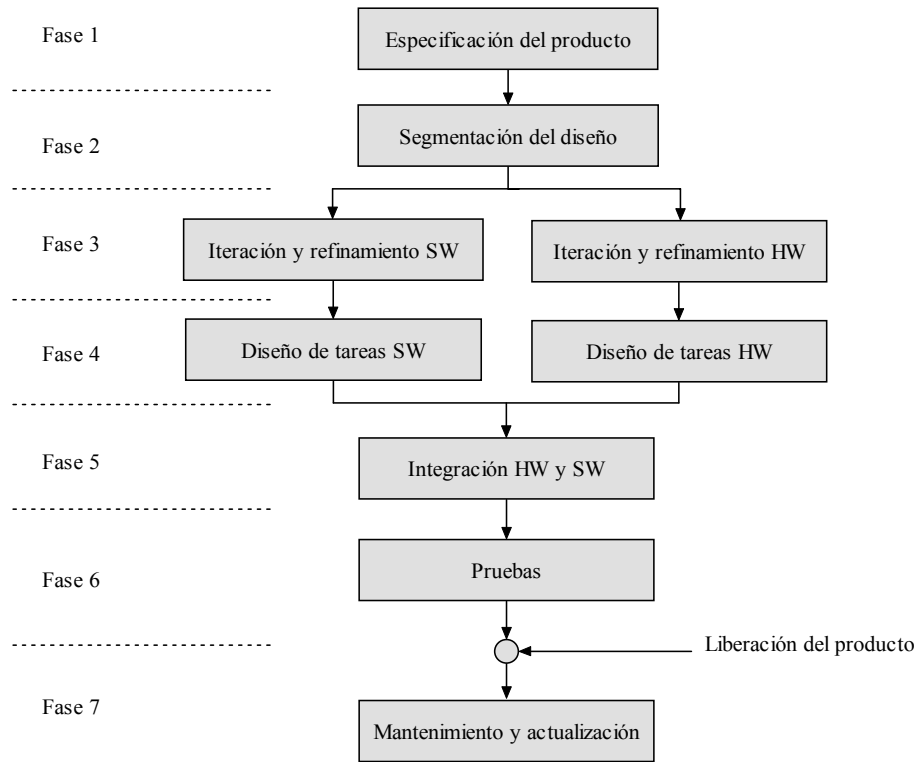 Fase 1
Especificación del producto
Fase 2
Segmentación del diseño
Fase 3
Iteración y refinamiento SW
Iteración y refinamiento HW
Fase 4
Diseño de tareas SW
Diseño de tareas HW
Fase 5
Integración HW y SW
Fase 6
Pruebas
Liberación del producto
Fase 7
Mantenimiento y actualización